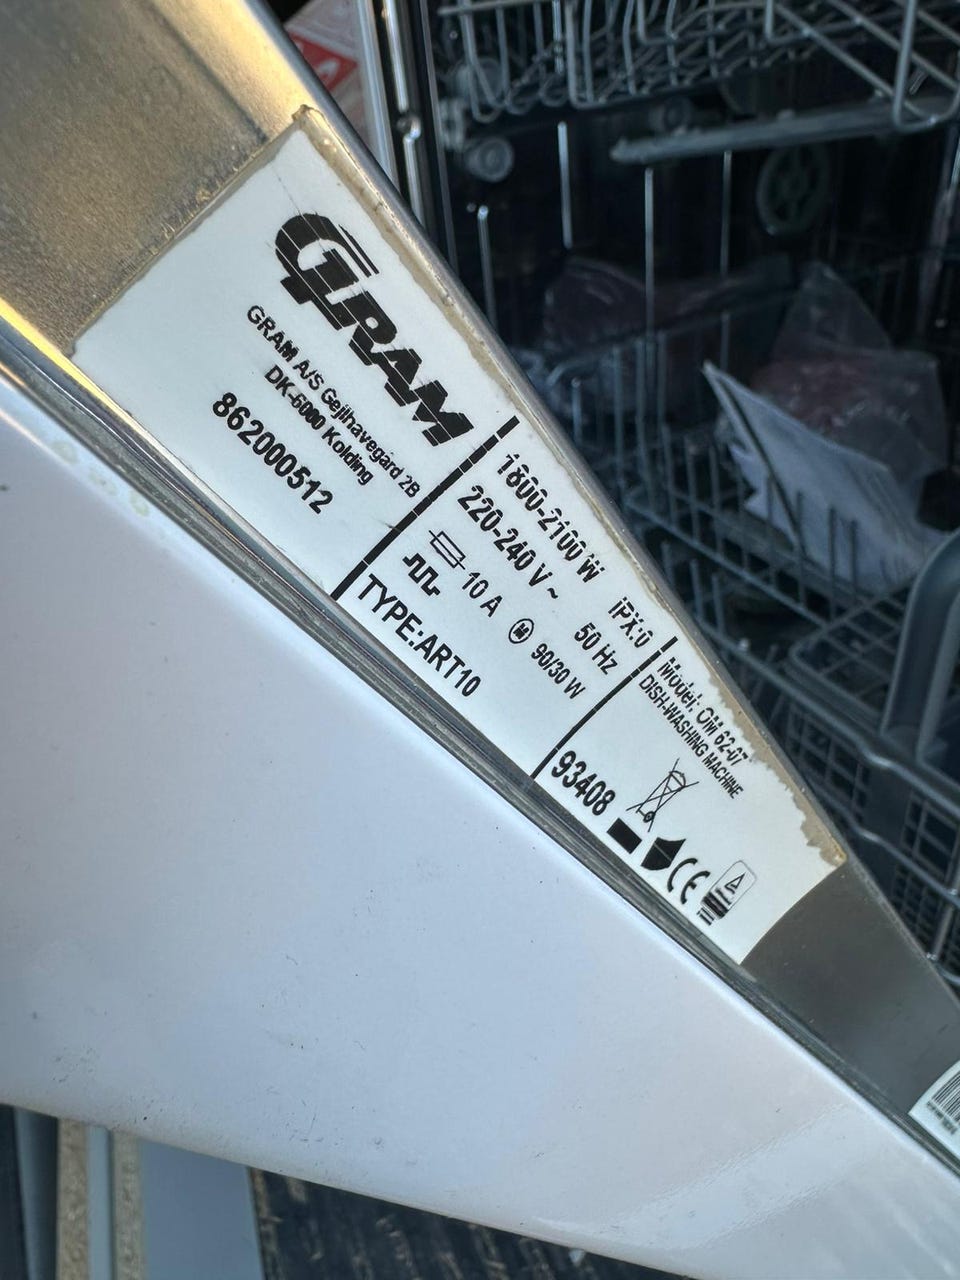 GRAM
GRAM A/S Gejlhavegård 2B
DK-6000 Kolding
862000512
1800-2100 W
220-240 V ~
50 Hz
IPX:0
10 A
M
90/30 W
TYPE:ART10
Model: OM 62-07
DISH-WASHING MACHINE
93408
CE